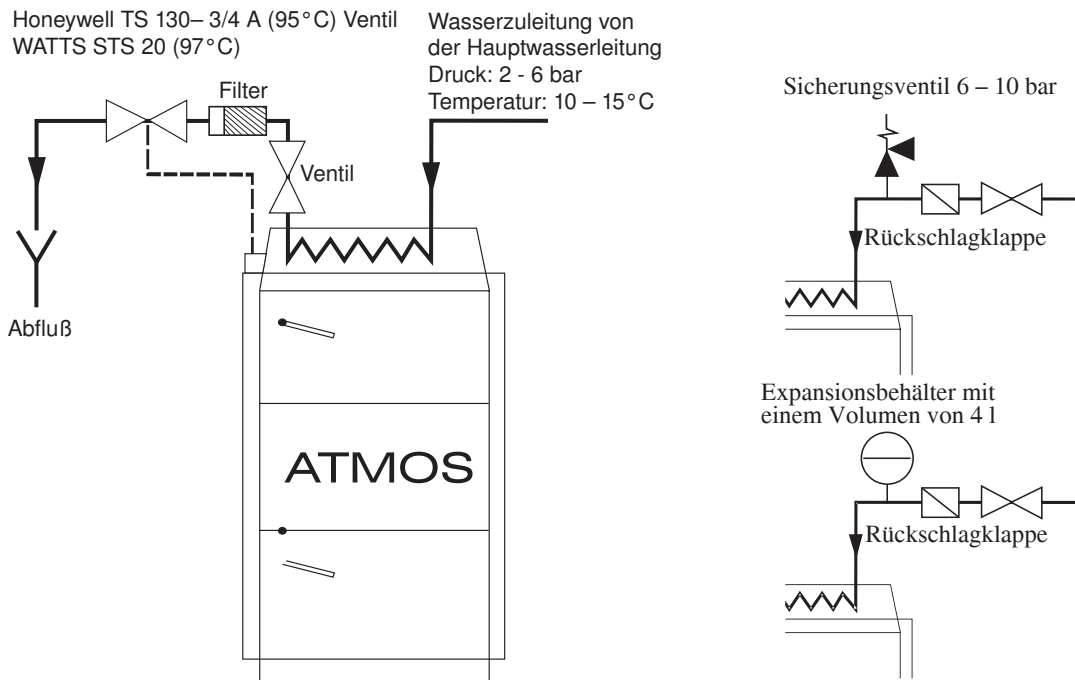 Honeywell TS 130– 3/4 A (95°C) Ventil
WATTS STS 20 (97°C)
Wasserzuleitung von
der Hauptwasserleitung
Druck: 2 - 6 bar
Temperatur: 10 – 15°C
Filter
Ventil
Abfluß
ATMOS
Sicherungsventil 6 – 10 bar
Rückschlagklappe
Expansionsbehälter mit
einem Volumen von 4 l
Rückschlagklappe